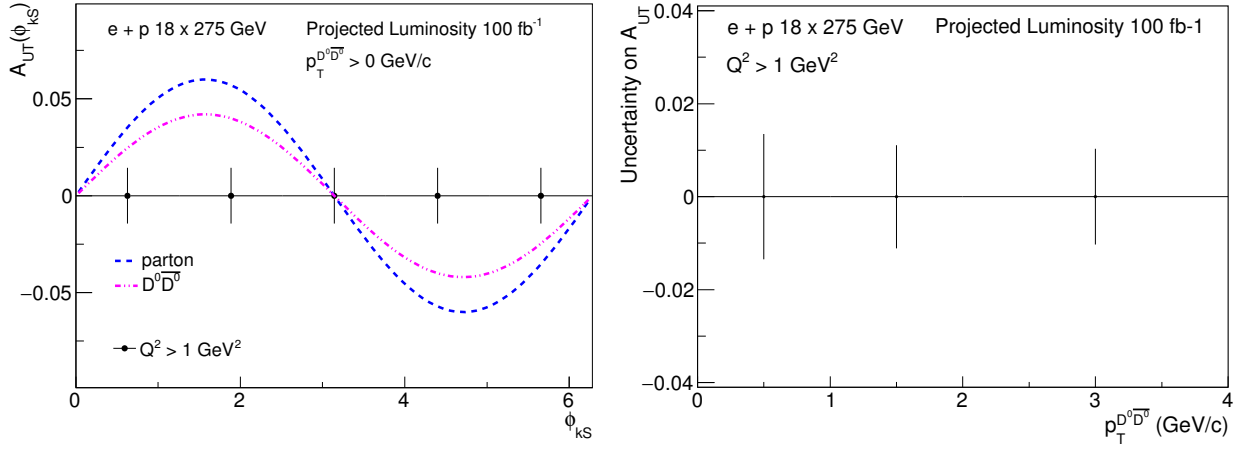 e + p 18 x 275 GeV Projected Luminosity 100 fb⁻¹
p_T^{D⁰D̅⁰} > 0 GeV/c
A_UT(ϕ_kS)
0.05
0
−0.05
parton
D⁰D̅⁰
Q² > 1 GeV²
0 2 4 6
ϕ_kS
e + p 18 x 275 GeV Projected Luminosity 100 fb-1
Q² > 1 GeV²
Uncertainty on A_UT
0.04
0.02
0
−0.02
−0.04
0 1 2 3 4
p_T^{D⁰D̅⁰} (GeV/c)